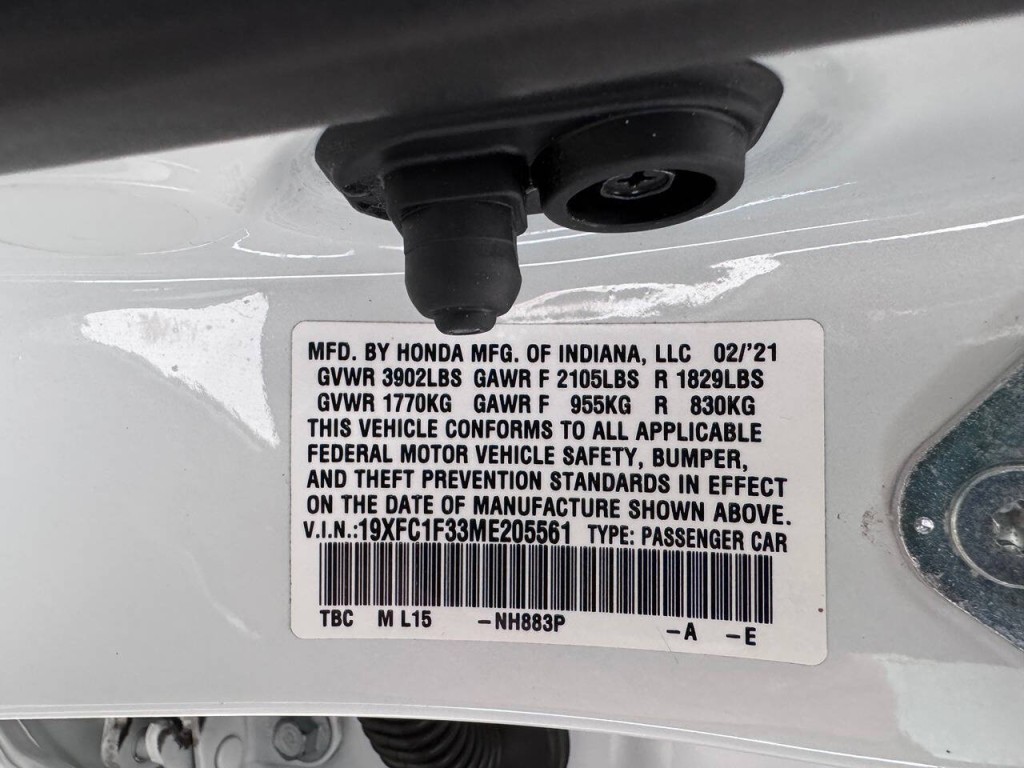 MFD. BY HONDA MFG. OF INDIANA, LLC 02/'21
GVWR 3902LBS GAWR F 2105LBS R 1829LBS
GVWR 1770KG GAWR F 955KG R 830KG
THIS VEHICLE CONFORMS TO ALL APPLICABLE
FEDERAL MOTOR VEHICLE SAFETY, BUMPER,
AND THEFT PREVENTION STANDARDS IN EFFECT
ON THE DATE OF MANUFACTURE SHOWN ABOVE.
V.I.N.:19XFC1F33ME205561 TYPE: PASSENGER CAR
TBC M L15 -NH883P -A -E